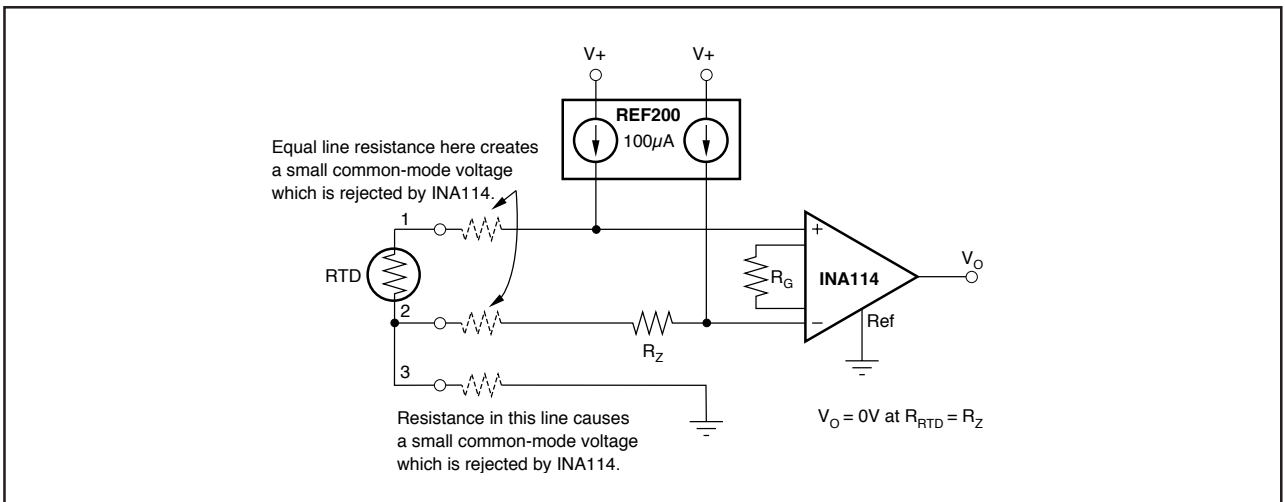 V+
V+
REF200
100µA
Equal line resistance here creates
a small common-mode voltage
which is rejected by INA114.
1
RTD
2
3
R_Z
R_G
+
INA114
–
V_O
Ref
Resistance in this line causes
a small common-mode voltage
which is rejected by INA114.
V_O = 0V at R_RTD = R_Z